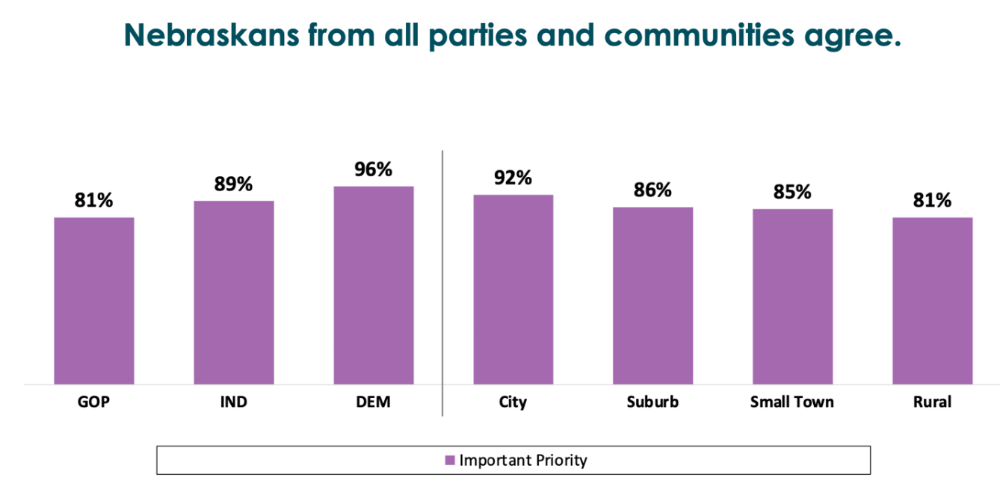 Nebraskans from all parties and communities agree.
81%
89%
96%
92%
86%
85%
81%
GOP
IND
DEM
City
Suburb
Small Town
Rural
Important Priority